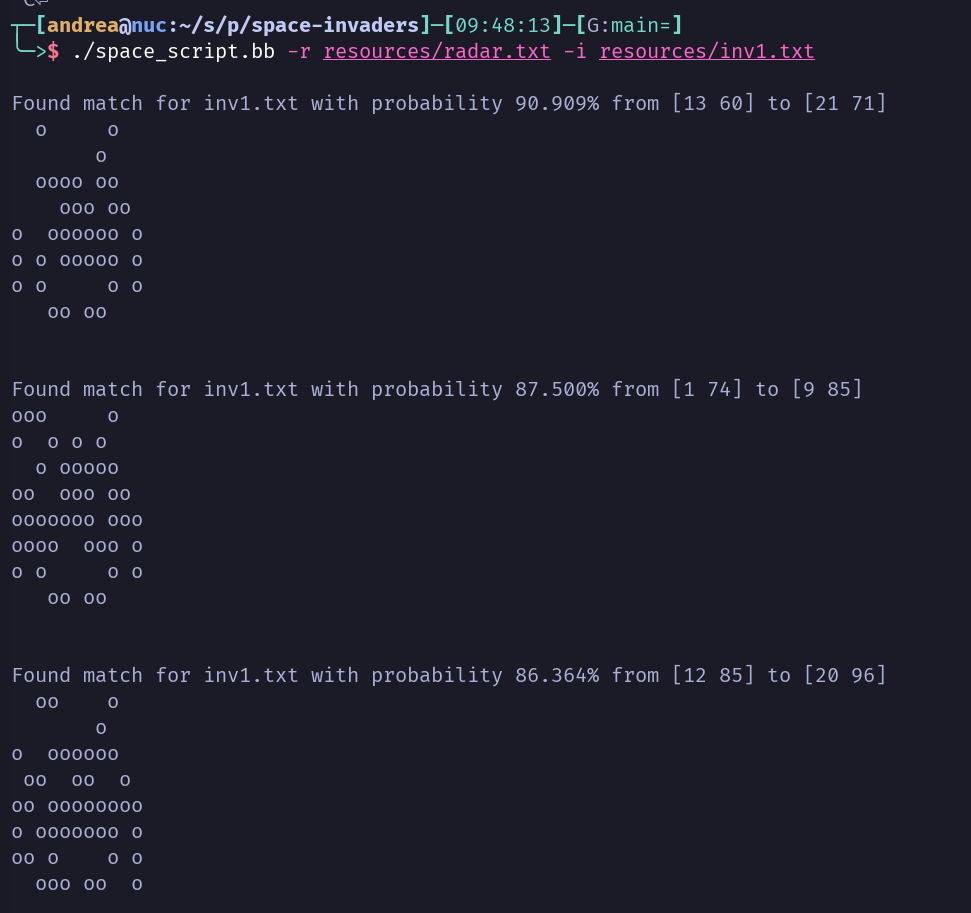 ┬─[andrea@nuc:~/s/p/space-invaders]─[09:48:13]─[G:main=]
╰─>$ ./space_script.bb -r resources/radar.txt -i resources/inv1.txt

Found match for inv1.txt with probability 90.909% from [13 60] to [21 71]
  o     o
       o
  oooo oo
    ooo oo
o  oooooo o
o o ooooo o
o o     o o
   oo oo

Found match for inv1.txt with probability 87.500% from [1 74] to [9 85]
ooo     o
o  o o o
  o ooooo
oo  ooo oo
ooooooo ooo
oooo  ooo o
o o     o o
   oo oo

Found match for inv1.txt with probability 86.364% from [12 85] to [20 96]
  oo    o
       o
o  oooooo
 oo  oo  o
oo oooooooo
o ooooooo o
oo o    o o
  ooo oo  o